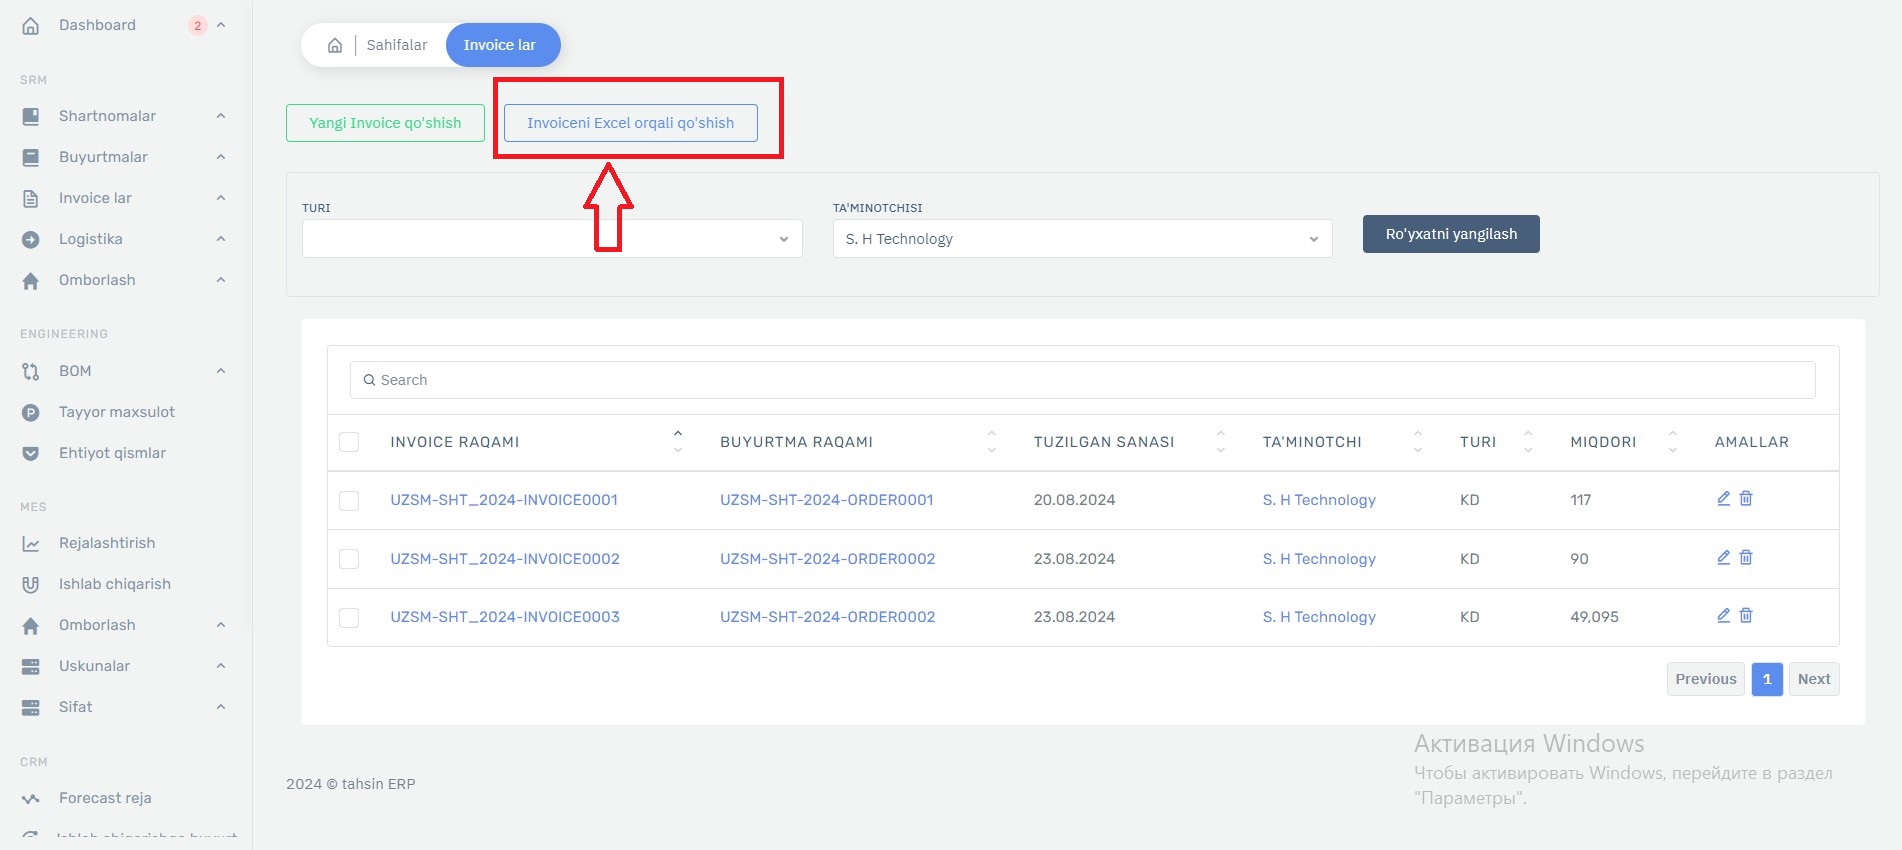 Dashboard 2
SRM
Shartnomalar
Buyurtmalar
Invoice lar
Logistika
Omborlash
ENGINEERING
BOM
Tayyor maxsulot
Ehtiyot qismlar
MES
Rejalashtirish
Ishlab chiqarish
Omborlash
Uskunalar
Sifat
CRM
Forecast reja
Sahifalar Invoice lar
Yangi Invoice qo'shish Invoiceni Excel orqali qo'shish
TURI TA'MINOTCHISI
S. H Technology Ro'yxatni yangilash
Search
INVOICE RAQAMI BUYURTMA RAQAMI TUZILGAN SANASI TA'MINOTCHI TURI MIQDORI AMALLAR
UZSM-SHT_2024-INVOICE0001 UZSM-SHT-2024-ORDER0001 20.08.2024 S. H Technology KD 117
UZSM-SHT_2024-INVOICE0002 UZSM-SHT-2024-ORDER0002 23.08.2024 S. H Technology KD 90
UZSM-SHT_2024-INVOICE0003 UZSM-SHT-2024-ORDER0002 23.08.2024 S. H Technology KD 49,095
Previous 1 Next
Активация Windows
Чтобы активировать Windows, перейдите в раздел
"Параметры".
2024 © tahsin ERP